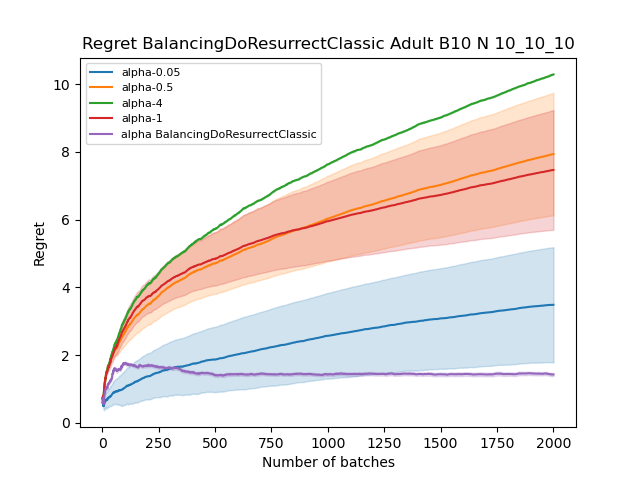 Regret BalancingDoResurrectClassic Adult B10 N 10_10_10
alpha-0.05
alpha-0.5
alpha-4
alpha-1
alpha BalancingDoResurrectClassic
10
8
6
4
2
0
Regret
0 250 500 750 1000 1250 1500 1750 2000
Number of batches